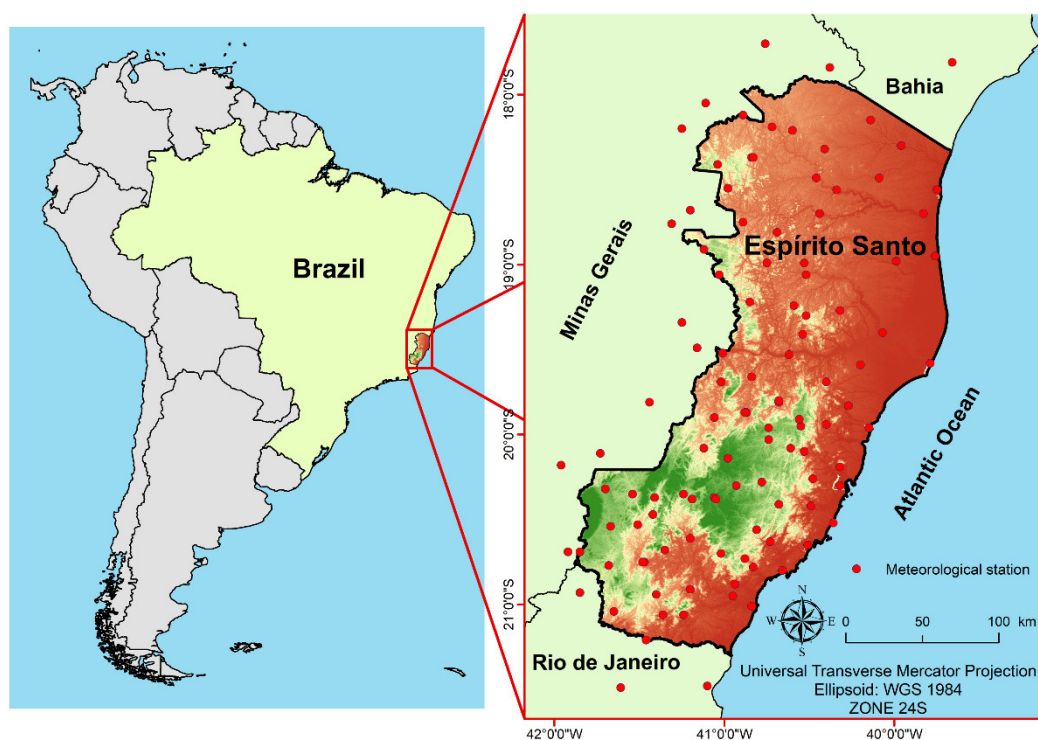 Brazil
Bahia
Espírito Santo
Minas Gerais
Atlantic Ocean
Rio de Janeiro
Meteorological station
N
W E
S
0 50 100 km
Universal Transverse Mercator Projection
Ellipsoid: WGS 1984
ZONE 24S
18°0'0"S
19°0'0"S
20°0'0"S
21°0'0"S
42°0'0"W 41°0'0"W 40°0'0"W